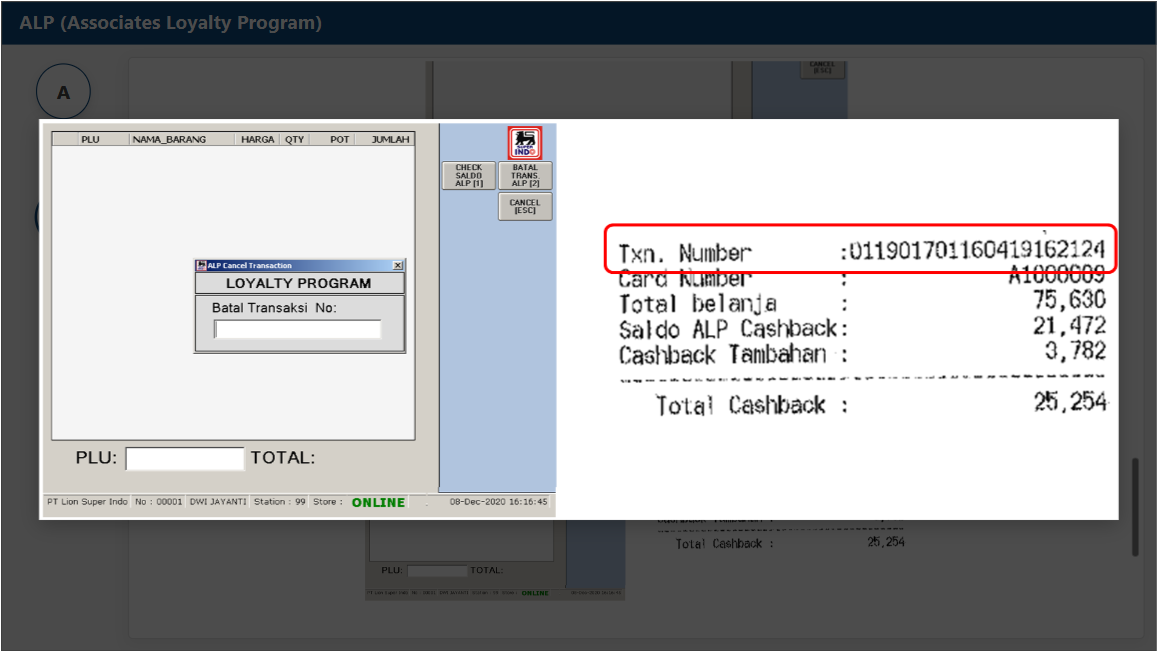 ALP (Associates Loyalty Program)
A
CANCEL
[ESC]
PLU NAMA_BARANG HARGA QTY POT JUMLAH
SUPER
INDO
CHECK
SALDO
ALP [1]
BATAL
TRANS.
ALP [2]
CANCEL
[ESC]
ALP Cancel Transaction
LOYALTY PROGRAM
Batal Transaksi No:
PLU: TOTAL:
PT Lion Super Indo No : 00001 DWI JAYANTI Station : 99 Store : ONLINE 08-Dec-2020 16:16:45
Txn. Number :01190170116041916​2124
Card Number : A1000609
Total belanja : 75,630
Saldo ALP Cashback: 21,472
Cashback Tambahan : 3,782
Total Cashback : 25,254
Total Cashback : 25,254
PLU: TOTAL:
ONLINE